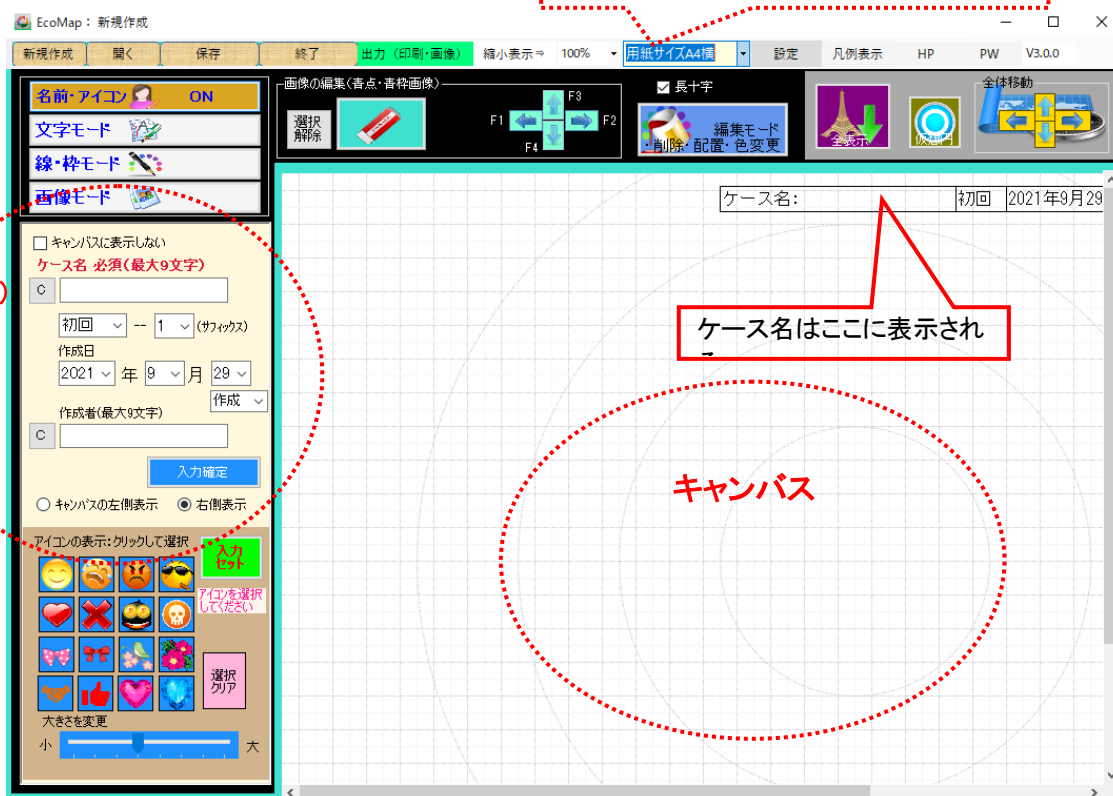 EcoMap： 新規作成
新規作成 開く 保存 終了 出力（印刷・画像） 縮小表示⇒ 100% 用紙サイズA4横 設定 凡例表示 HP PW V3.0.0
名前・アイコン ON
文字モード
線・枠モード
画像モード
画像の編集(青点・青枠画像)
選択
解除
F1 F2 F3 F4
長十字
編集モード
・削除・配置・色変更
全表示
仮想円
全体移動
ケース名: 初回 2021年9月29
ケース名はここに表示され
キャンバス
キャンバスに表示しない
ケース名 必須(最大9文字)
C
初回 -- 1 (サフィックス)
作成日
2021 年 9 月 29
作成
作成者(最大9文字)
C
入力確定
キャンバスの左側表示 右側表示
アイコンの表示:クリックして選択
入力
セット
アイコンを選択
してください
選択
クリア
大きさを変更
小 大